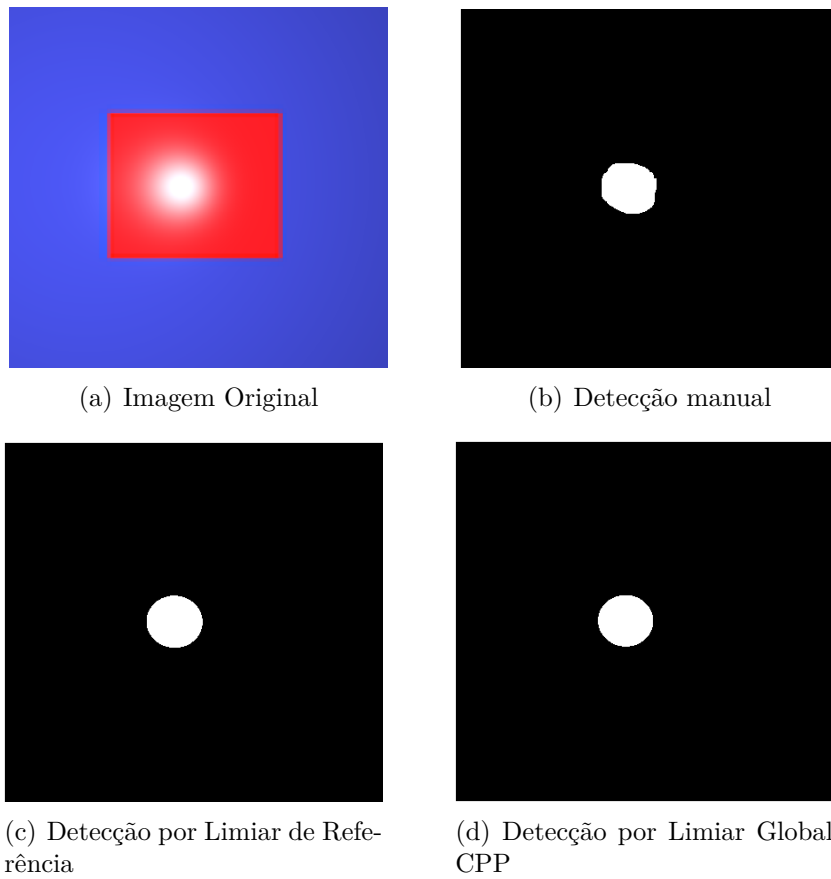 (a) Imagem Original
(b) Detecção manual
(c) Detecção por Limiar de Refe-
rência
(d) Detecção por Limiar Global
CPP